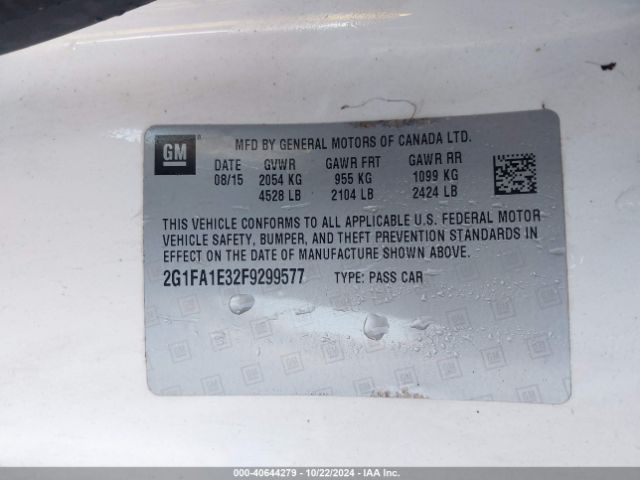 GM ®
MFD BY GENERAL MOTORS OF CANADA LTD.
DATE GVWR GAWR FRT GAWR RR
08/15 2054 KG 955 KG 1099 KG
4528 LB 2104 LB 2424 LB
THIS VEHICLE CONFORMS TO ALL APPLICABLE U.S. FEDERAL MOTOR
VEHICLE SAFETY, BUMPER, AND THEFT PREVENTION STANDARDS IN
EFFECT ON THE DATE OF MANUFACTURE SHOWN ABOVE.
2G1FA1E32F9299577 TYPE: PASS CAR
000-40644279 - 10/22/2024 - IAA Inc.